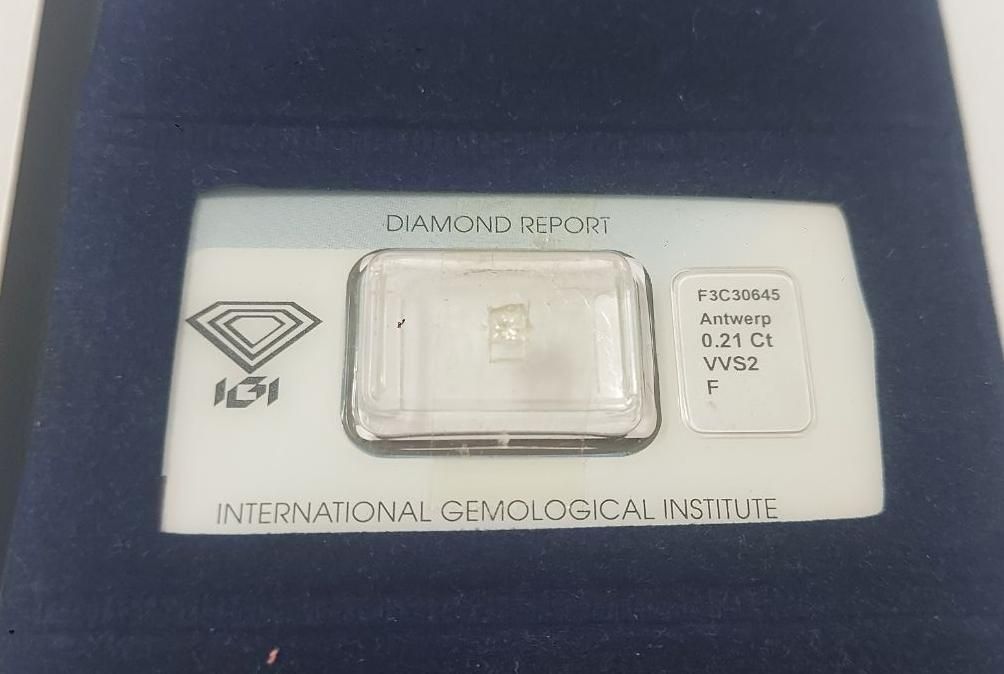 DIAMOND REPORT
IGI
F3C30645
Antwerp
0.21 Ct
VVS2
F
INTERNATIONAL GEMOLOGICAL INSTITUTE